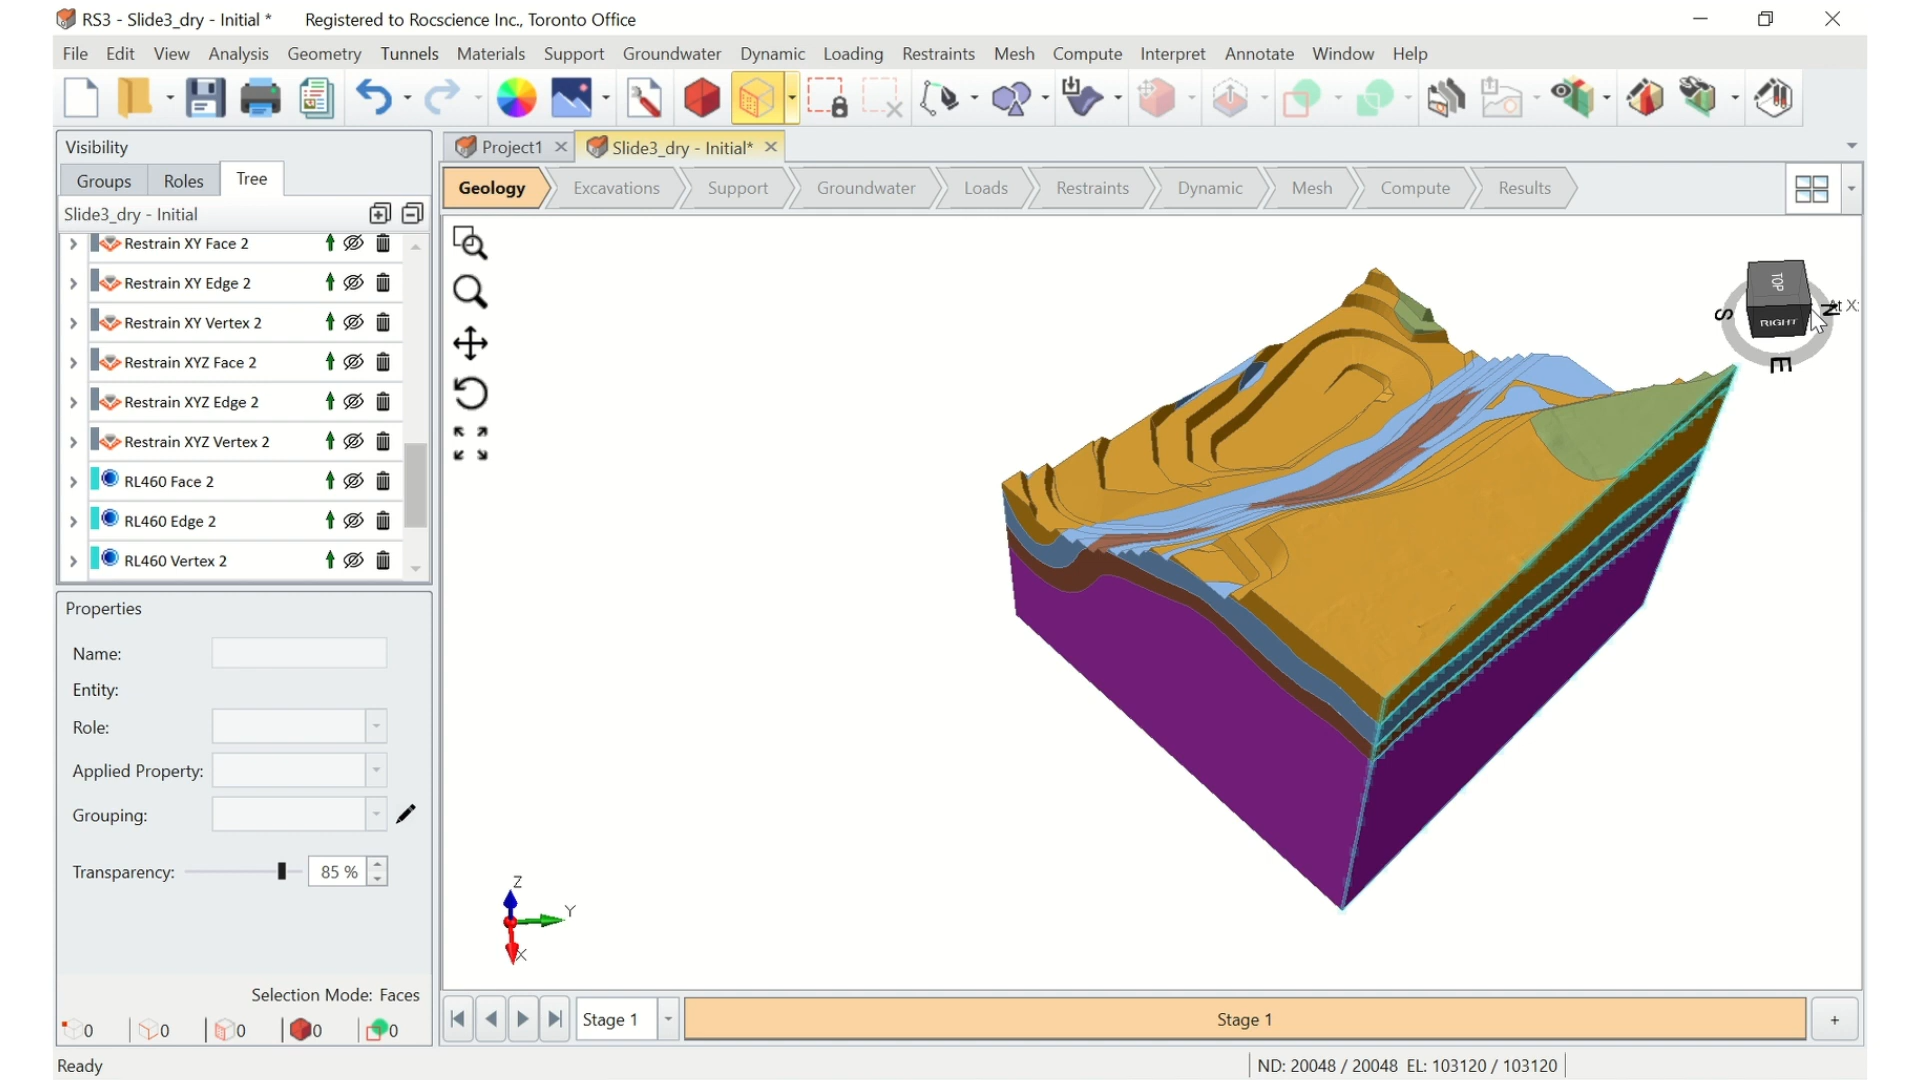 RS3 - Slide3_dry - Initial * Registered to Rocscience Inc., Toronto Office
File Edit View Analysis Geometry Tunnels Materials Support Groundwater Dynamic Loading Restraints Mesh Compute Interpret Annotate Window Help
Visibility
Project1 Slide3_dry - Initial*
Groups Roles Tree
Geology Excavations Support Groundwater Loads Restraints Dynamic Mesh Compute Results
Slide3_dry - Initial
Restrain XY Face 2
Restrain XY Edge 2
Restrain XY Vertex 2
Restrain XYZ Face 2
Restrain XYZ Edge 2
Restrain XYZ Vertex 2
RL460 Face 2
RL460 Edge 2
RL460 Vertex 2
TOP
RIGHT
S
N
E
At X:
Properties
Name:
Entity:
Role:
Applied Property:
Grouping:
Transparency: 85 %
Z
Y
X
Selection Mode: Faces
0 0 0 0 0
Stage 1 Stage 1 +
Ready ND: 20048 / 20048 EL: 103120 / 103120